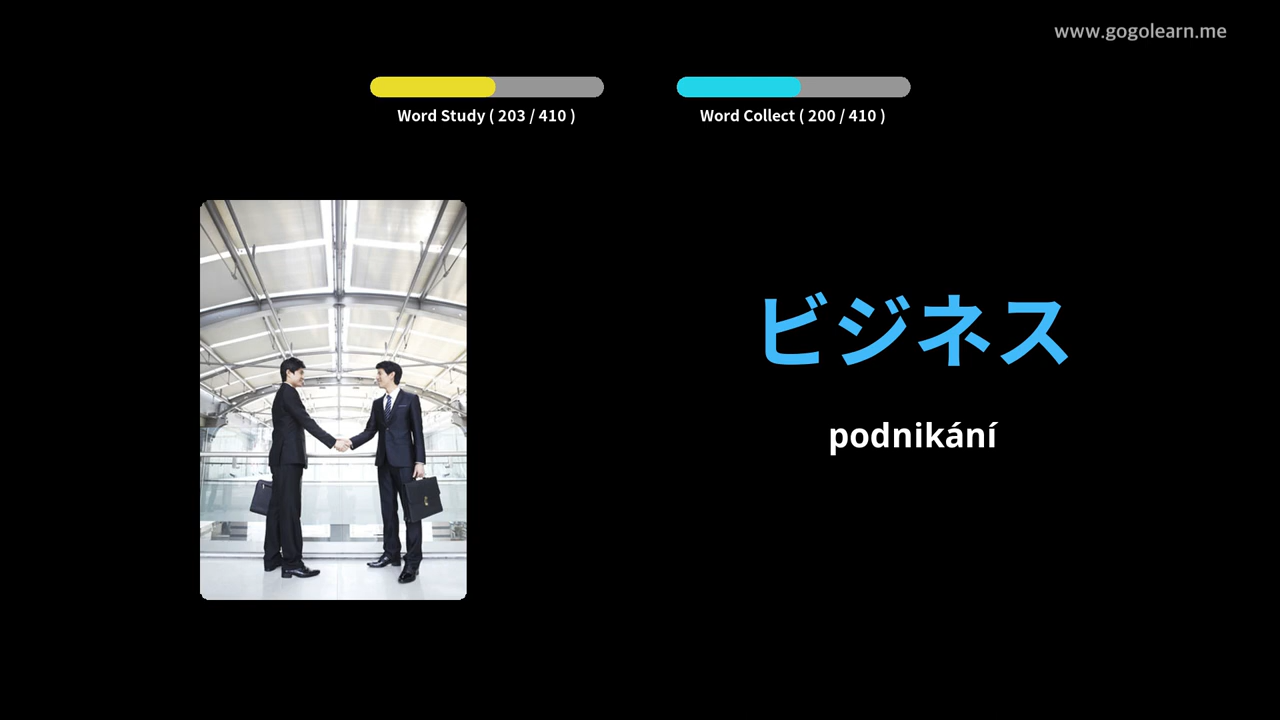 www.gogolearn.me
Word Study ( 203 / 410 )
Word Collect ( 200 / 410 )
ビジネス
podnikání